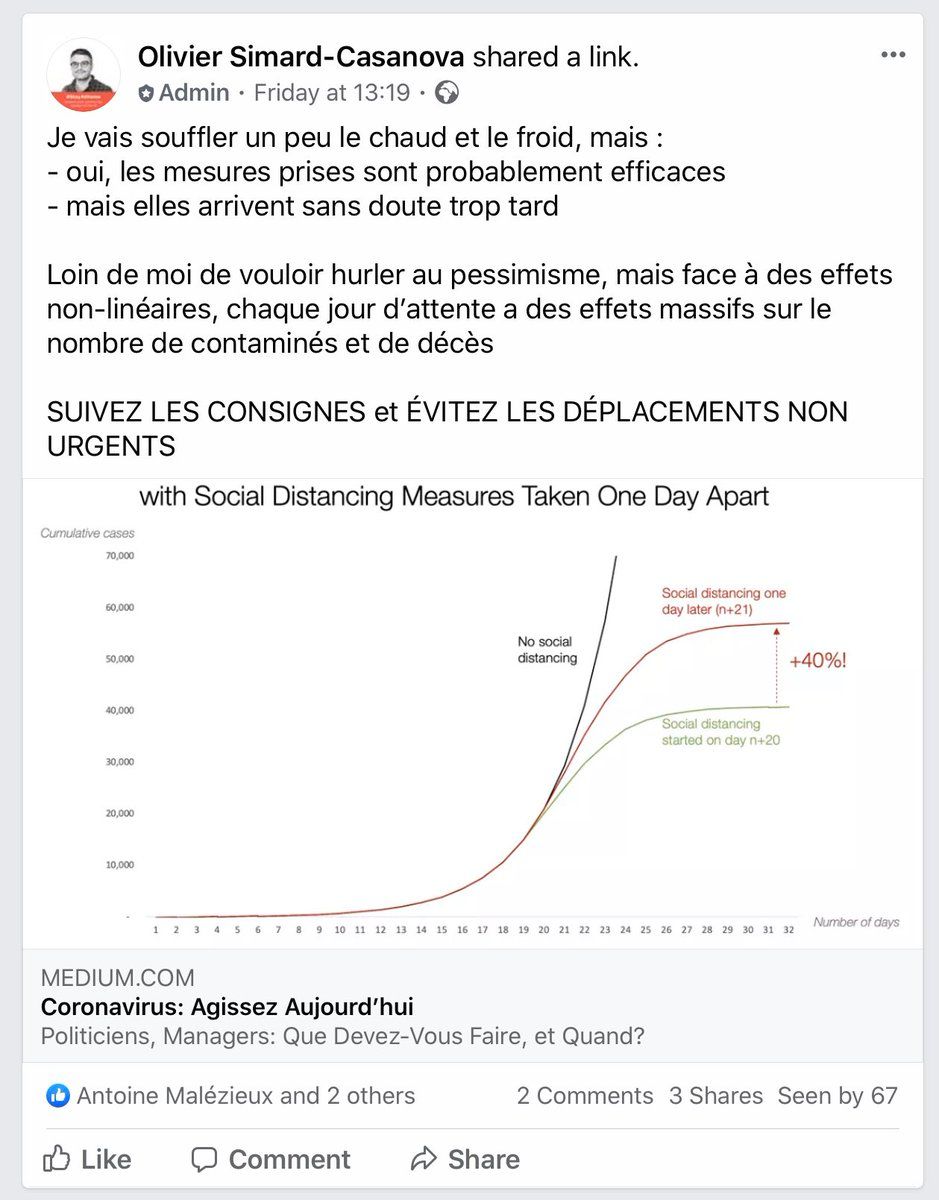 Olivier Simard-Casanova shared a link.
Admin · Friday at 13:19 ·
Je vais souffler un peu le chaud et le froid, mais :
- oui, les mesures prises sont probablement efficaces
- mais elles arrivent sans doute trop tard
Loin de moi de vouloir hurler au pessimisme, mais face à des effets
non-linéaires, chaque jour d’attente a des effets massifs sur le
nombre de contaminés et de décès
SUIVEZ LES CONSIGNES et ÉVITEZ LES DÉPLACEMENTS NON
URGENTS
with Social Distancing Measures Taken One Day Apart
Cumulative cases
70,000
60,000
50,000
40,000
30,000
20,000
10,000
-
No social
distancing
Social distancing one
day later (n+21)
+40%!
Social distancing
started on day n+20
1 2 3 4 5 6 7 8 9 10 11 12 13 14 15 16 17 18 19 20 21 22 23 24 25 26 27 28 29 30 31 32
Number of days
MEDIUM.COM
Coronavirus: Agissez Aujourd’hui
Politiciens, Managers: Que Devez-Vous Faire, et Quand?
Antoine Malézieux and 2 others
2 Comments 3 Shares Seen by 67
Like Comment Share